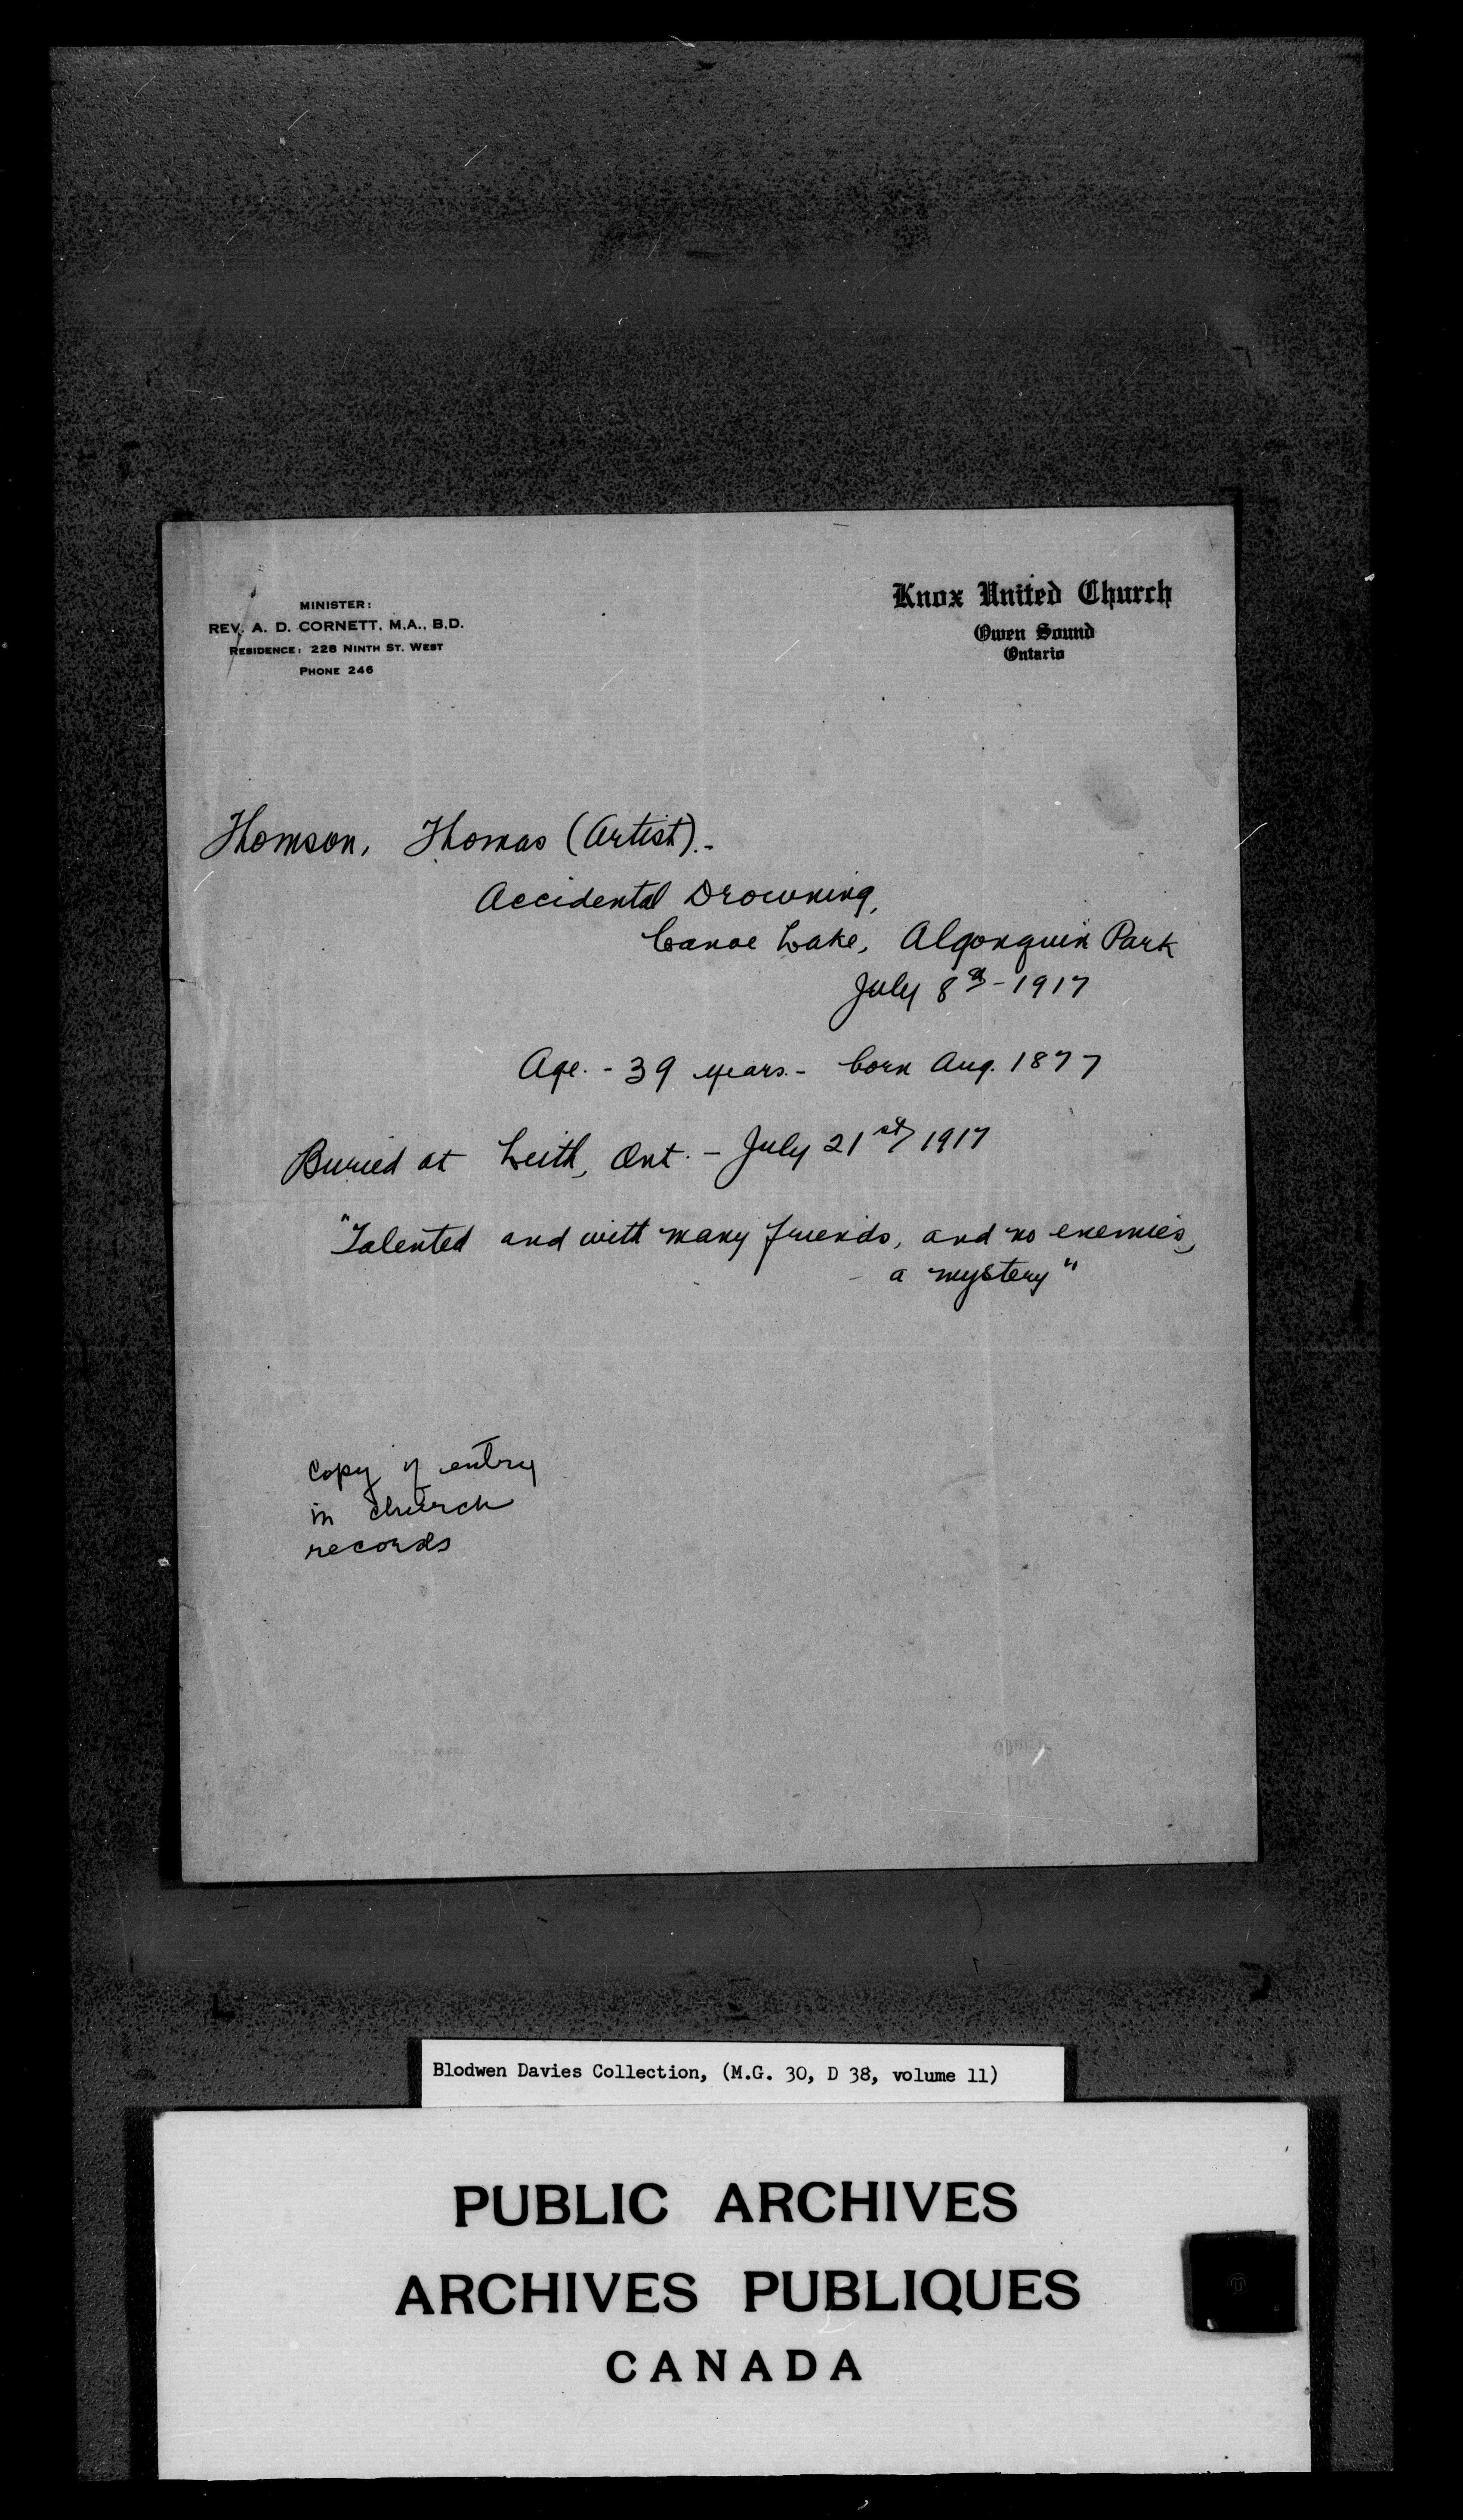 MINISTER:
REV. A. D. CORNETT, M.A., B.D.
RESIDENCE: 228 NINTH ST. WEST
PHONE 246
Knox United Church
Owen Sound
Ontario
Thomson, Thomas (Artist).-
Accidental Drowning,
Canoe Lake, Algonquin Park
July 8th - 1917
Age. - 39 years. - born Aug. 1877
Buried at Leith, Ont. - July 21st, 1917
"Talented and with many friends, and no enemies,
a mystery"
Copy of entry
in church
records
Blodwen Davies Collection, (M.G. 30, D 38, volume 11)
PUBLIC ARCHIVES
ARCHIVES PUBLIQUES
CANADA